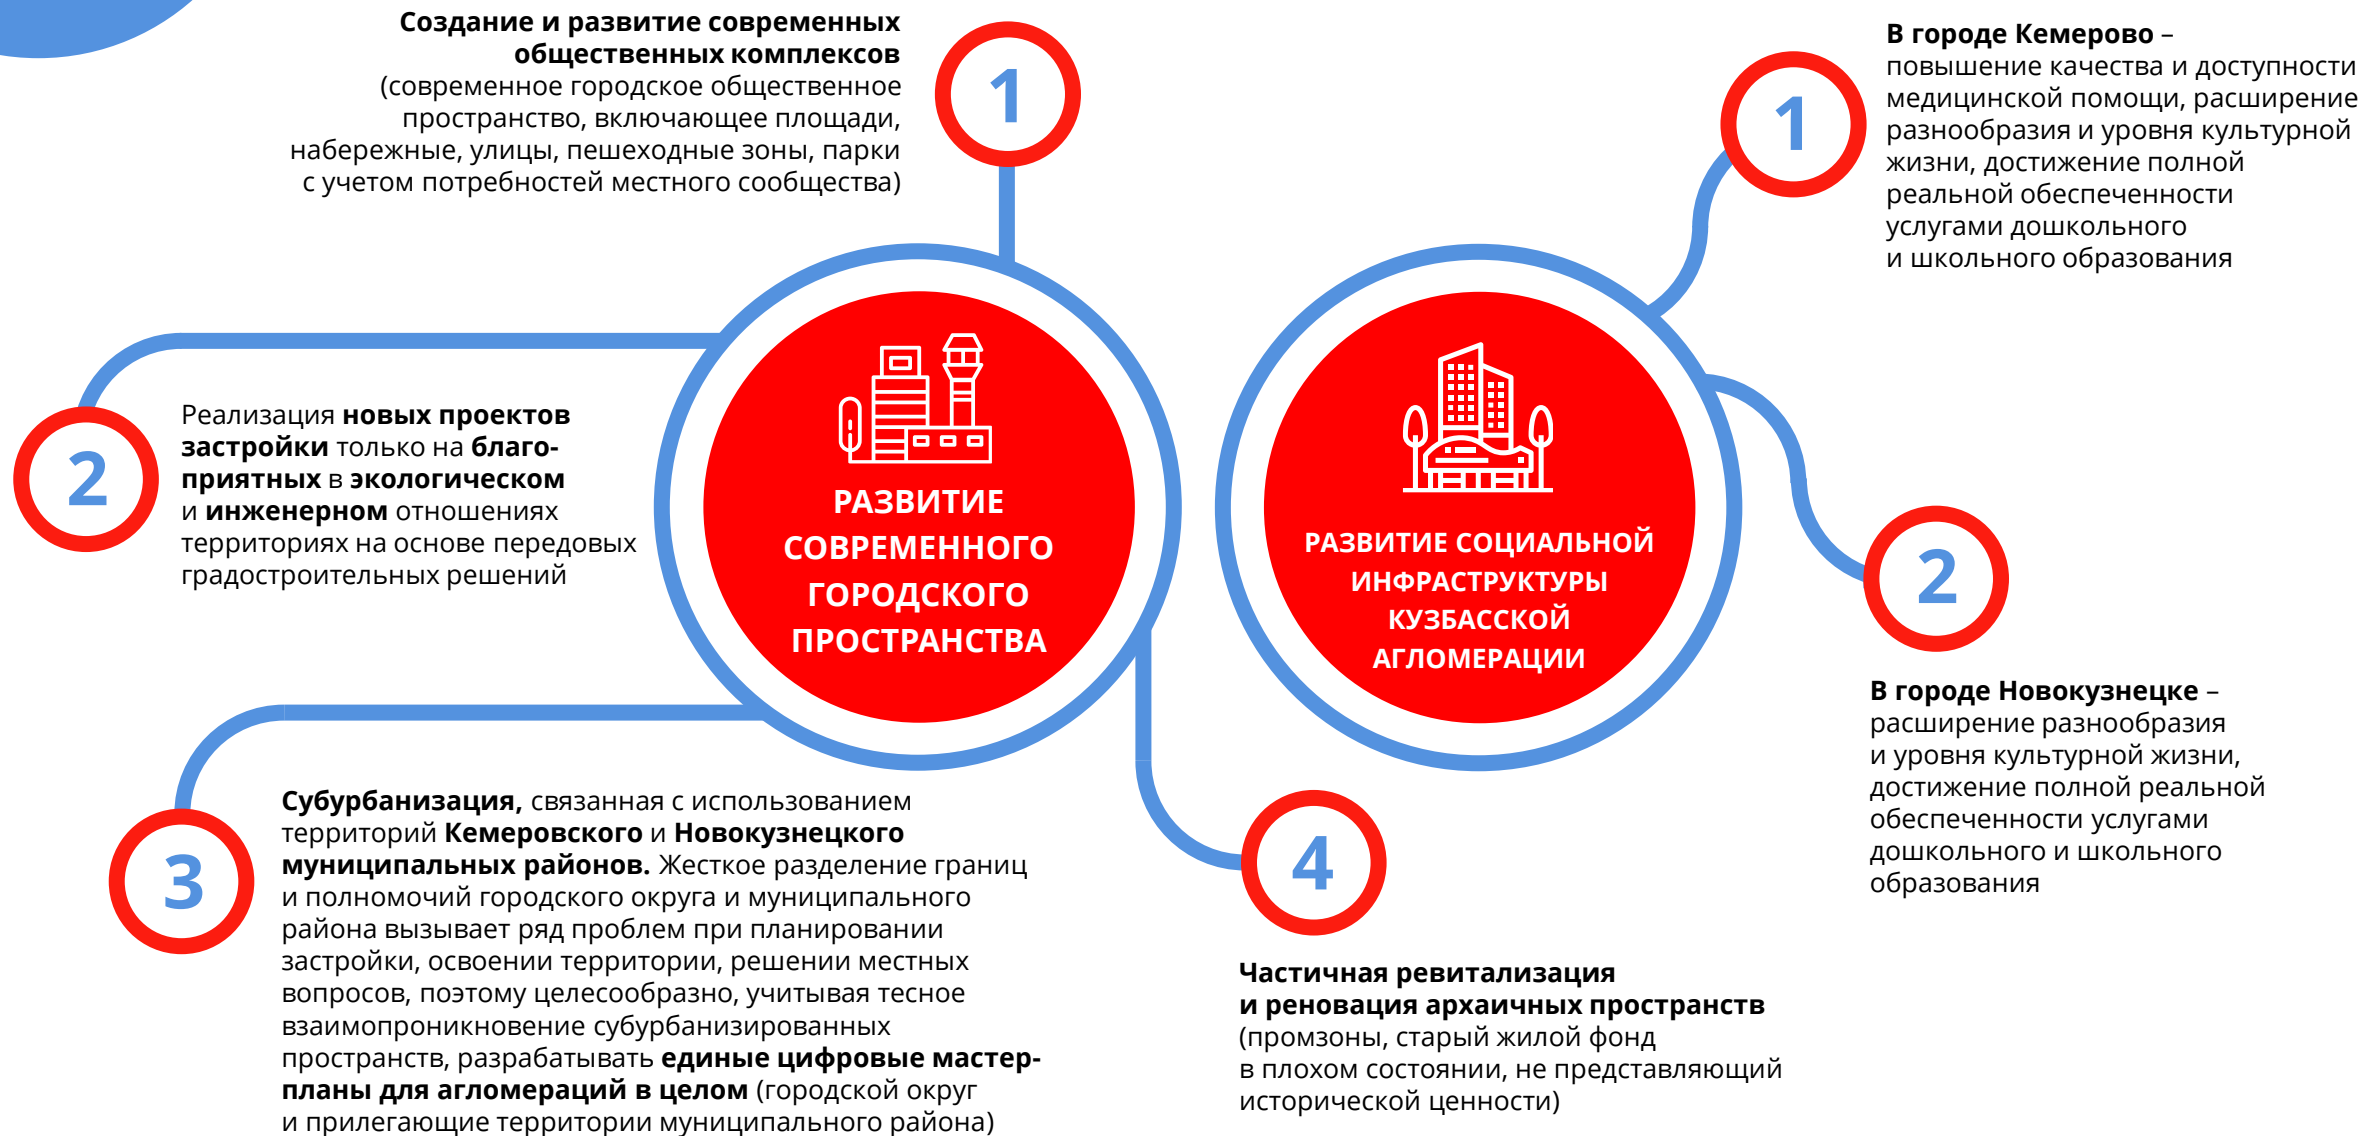 Создание и развитие современных
общественных комплексов
(современное городское общественное
пространство, включающее площади,
набережные, улицы, пешеходные зоны, парки
с учетом потребностей местного сообщества)
1
2
Реализация новых проектов
застройки только на благо-
приятных в экологическом
и инженерном отношениях
территориях на основе передовых
градостроительных решений
РАЗВИТИЕ
СОВРЕМЕННОГО
ГОРОДСКОГО
ПРОСТРАНСТВА
3
Субурбанизация, связанная с использованием
территорий Кемеровского и Новокузнецкого
муниципальных районов. Жесткое разделение границ
и полномочий городского округа и муниципального
района вызывает ряд проблем при планировании
застройки, освоении территории, решении местных
вопросов, поэтому целесообразно, учитывая тесное
взаимопроникновение субурбанизированных
пространств, разрабатывать единые цифровые мастер-
планы для агломераций в целом (городской округ
и прилегающие территории муниципального района)
4
Частичная ревитализация
и реновация архаичных пространств
(промзоны, старый жилой фонд
в плохом состоянии, не представляющий
исторической ценности)
РАЗВИТИЕ СОЦИАЛЬНОЙ
ИНФРАСТРУКТУРЫ
КУЗБАССКОЙ
АГЛОМЕРАЦИИ
1
В городе Кемерово –
повышение качества и доступности
медицинской помощи, расширение
разнообразия и уровня культурной
жизни, достижение полной
реальной обеспеченности
услугами дошкольного
и школьного образования
2
В городе Новокузнецке –
расширение разнообразия
и уровня культурной жизни,
достижение полной реальной
обеспеченности услугами
дошкольного и школьного
образования